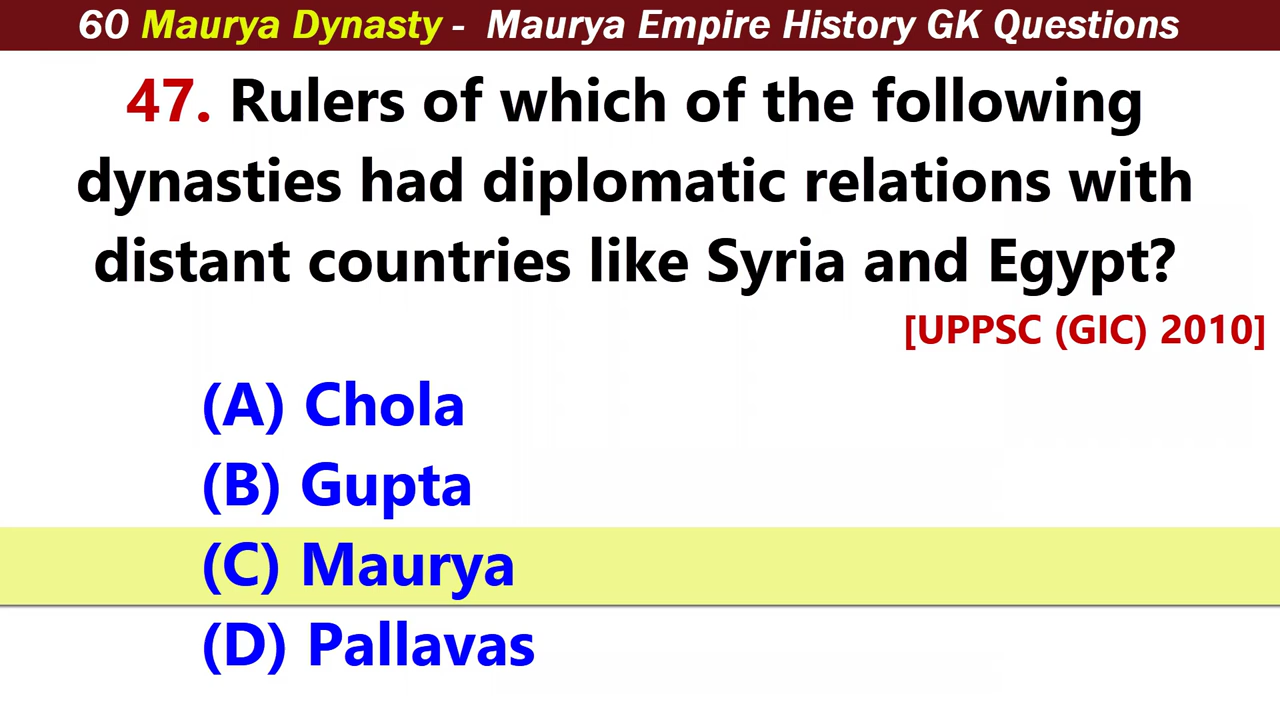 60 Maurya Dynasty - Maurya Empire History GK Questions
47. Rulers of which of the following
dynasties had diplomatic relations with
distant countries like Syria and Egypt?
[UPPSC (GIC) 2010]
(A) Chola
(B) Gupta
(C) Maurya
(D) Pallavas